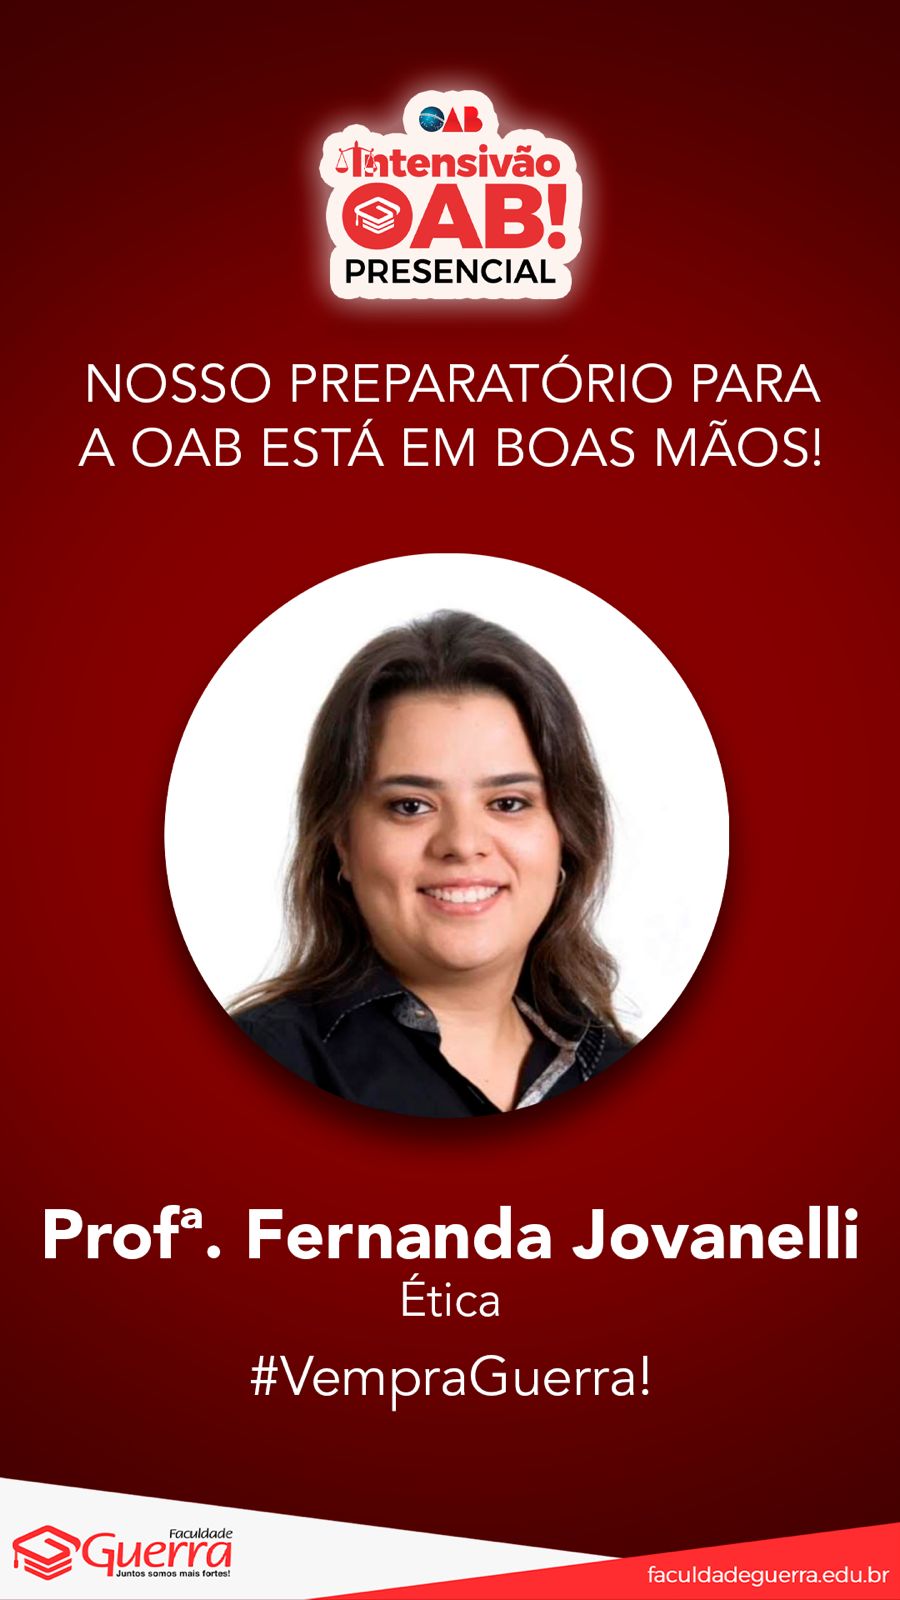 OAB
Intensivão
OAB!
PRESENCIAL
NOSSO PREPARATÓRIO PARA
A OAB ESTÁ EM BOAS MÃOS!
Profª. Fernanda Jovanelli
Ética
#VempraGuerra!
Faculdade
Guerra
Juntos somos mais fortes!
faculdadeguerra.edu.br